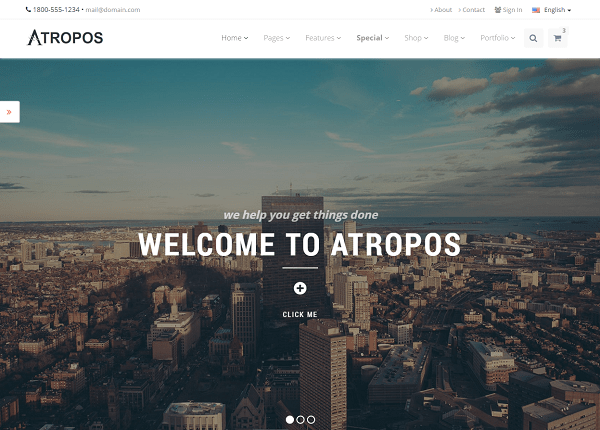 1800-555-1234 • mail@domain.com
About
Contact
Sign In
English
ATROPOS
Home
Pages
Features
Special
Shop
Blog
Portfolio
3
we help you get things done
WELCOME TO ATROPOS
CLICK ME